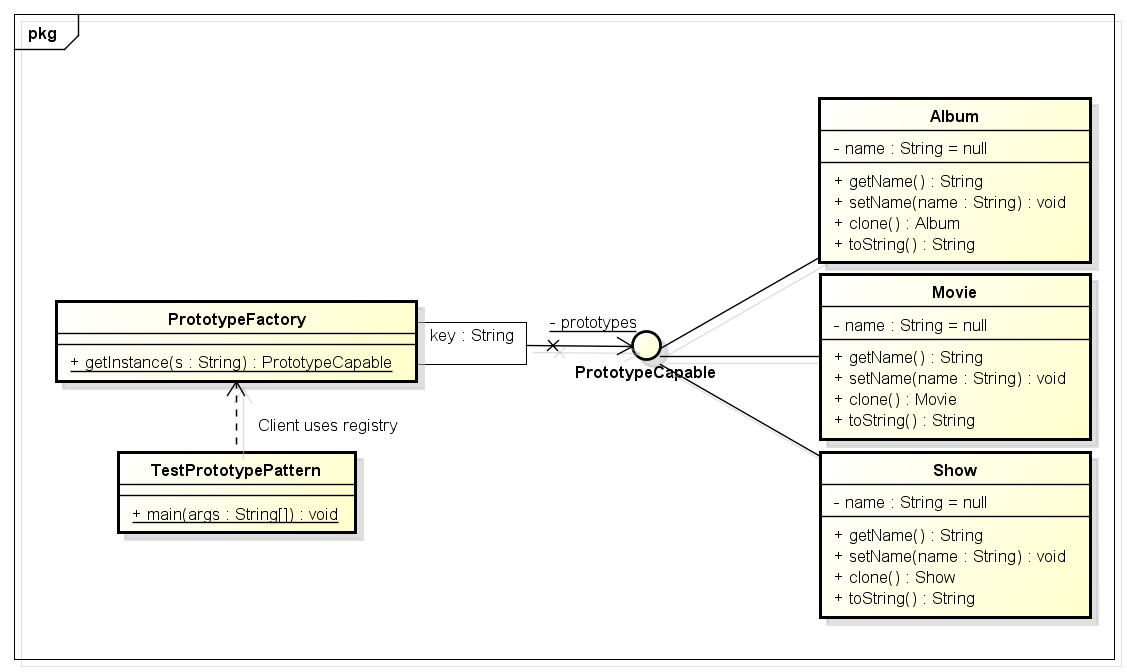 pkg
Album
- name : String = null
+ getName() : String
+ setName(name : String) : void
+ clone() : Album
+ toString() : String
Movie
- name : String = null
+ getName() : String
+ setName(name : String) : void
+ clone() : Movie
+ toString() : String
PrototypeFactory
+ getInstance(s : String) : PrototypeCapable
key : String
- prototypes
PrototypeCapable
Client uses registry
TestPrototypePattern
+ main(args : String[]) : void
Show
- name : String = null
+ getName() : String
+ setName(name : String) : void
+ clone() : Show
+ toString() : String